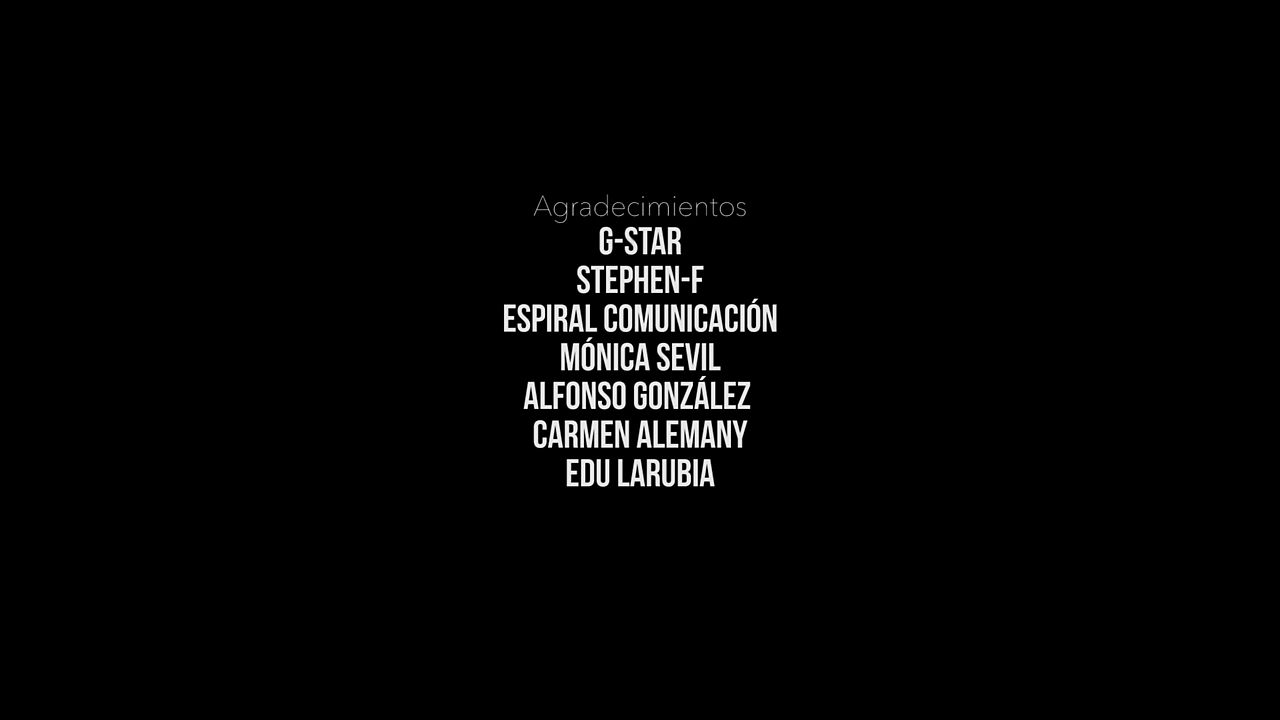 Agradecimientos
G-STAR
STEPHEN-F
ESPIRAL COMUNICACIÓN
MÓNICA SEVIL
ALFONSO GONZÁLEZ
CARMEN ALEMANY
EDU LARUBIA